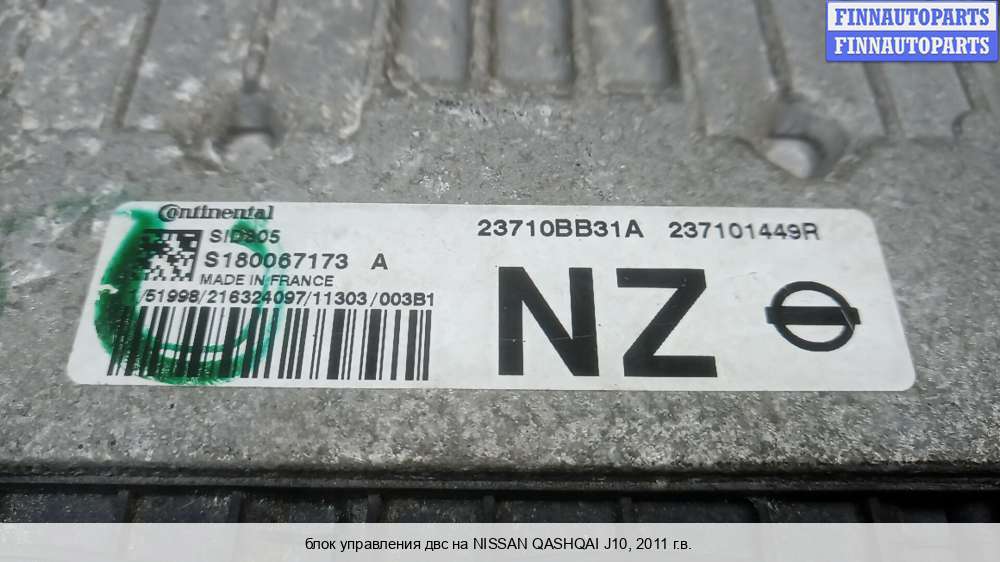 FINNAUTOPARTS
FINNAUTOPARTS
Continental
SID305
S180067173 A
MADE IN FRANCE
/51998/216324097/11303/003B1
23710BB31A 237101449R
NZ
блок управления двс на NISSAN QASHQAI J10, 2011 г.в.